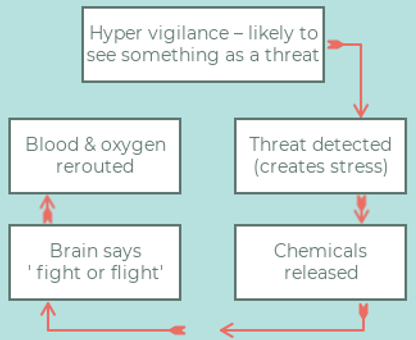 Hyper vigilance – likely to
see something as a threat
Threat detected
(creates stress)
Chemicals
released
Brain says
' fight or flight'
Blood & oxygen
rerouted